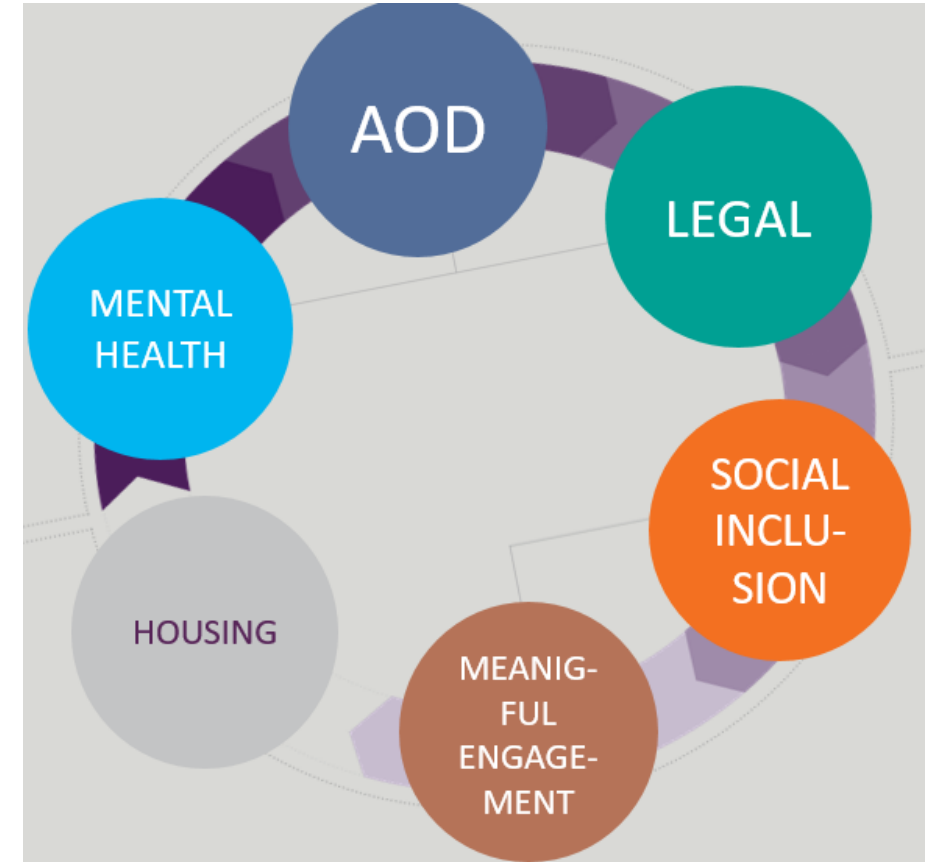 AOD
LEGAL
MENTAL
HEALTH
SOCIAL
INCLU-
SION
HOUSING
MEANIG-
FUL
ENGAGE-
MENT